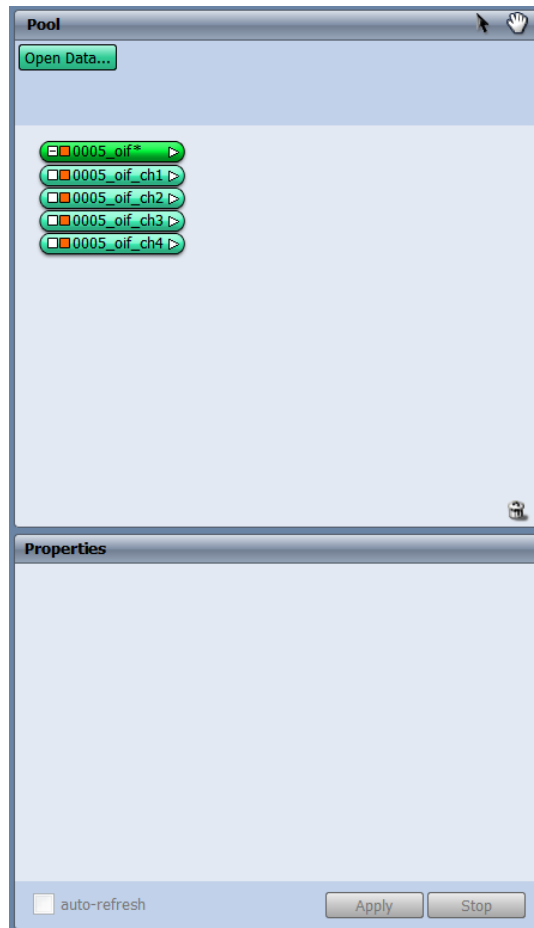 Pool
Open Data...
0005_oif*
0005_oif_ch1
0005_oif_ch2
0005_oif_ch3
0005_oif_ch4
Properties
auto-refresh
Apply
Stop